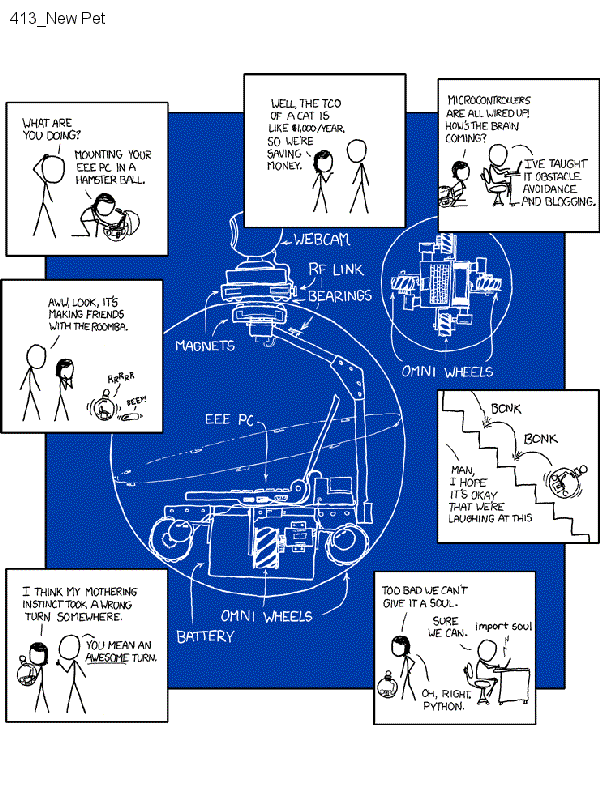 413_New Pet
WHAT ARE
YOU DOING?
MOUNTING YOUR
EEE PC IN A
HAMSTER BALL.
WELL, THE TCO
OF A CAT IS
LIKE $1,000/YEAR,
SO WE'RE
SAVING
MONEY.
MICROCONTROLLERS
ARE ALL WIRED UP!
HOW'S THE BRAIN
COMING?
I'VE TAUGHT
IT OBSTACLE
AVOIDANCE
AND BLOGGING.
AWW, LOOK, IT'S
MAKING FRIENDS
WITH THE ROOMBA.
RRRRR
BEEP!
WEBCAM
RF LINK
BEARINGS
MAGNETS
OMNI WHEELS
EEE PC
OMNI WHEELS
BATTERY
BONK
BONK
MAN,
I HOPE
IT'S OKAY
THAT WE'RE
LAUGHING AT THIS
I THINK MY MOTHERING
INSTINCT TOOK A WRONG
TURN SOMEWHERE.
YOU MEAN AN
AWESOME TURN.
TOO BAD WE CAN'T
GIVE IT A SOUL.
SURE
WE CAN.
import soul
OH, RIGHT,
PYTHON.